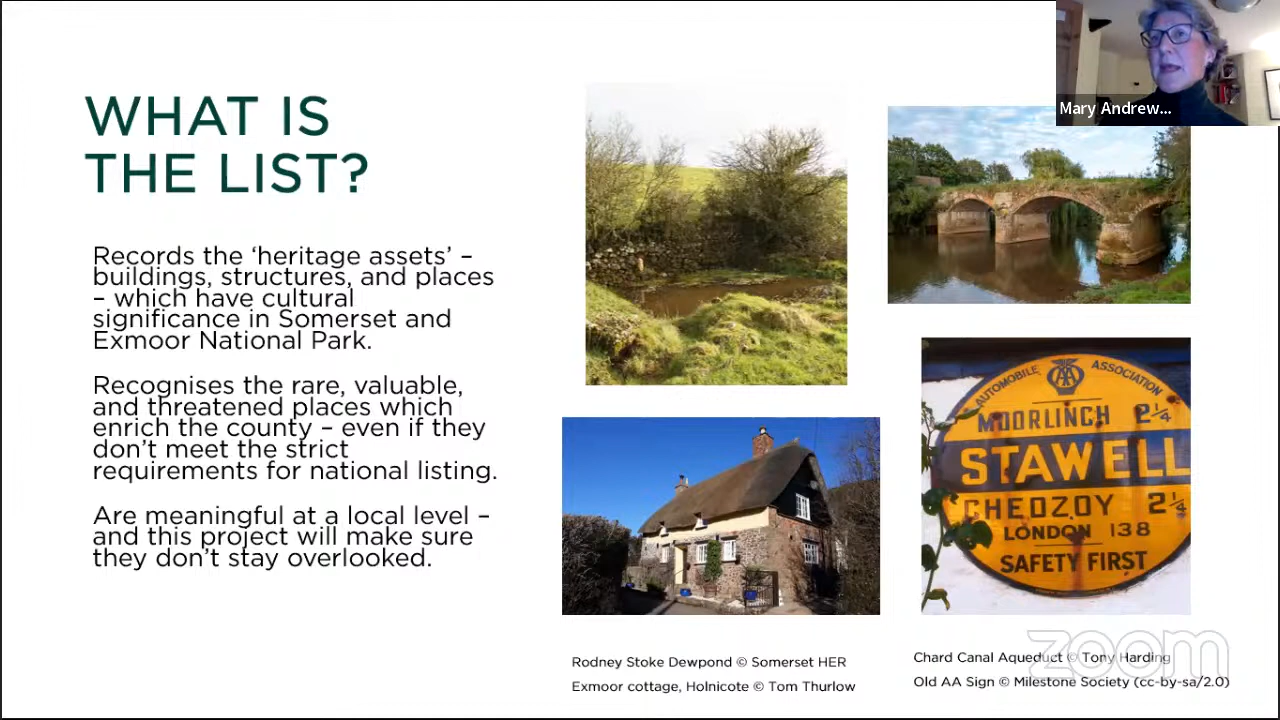 WHAT IS
THE LIST?
Records the ‘heritage assets’ –
buildings, structures, and places
– which have cultural
significance in Somerset and
Exmoor National Park.
Recognises the rare, valuable,
and threatened places which
enrich the county – even if they
don’t meet the strict
requirements for national listing.
Are meaningful at a local level –
and this project will make sure
they don’t stay overlooked.
Mary Andrew...
AUTOMOBILE AA ASSOCIATION
MOORLINCH 2¼
STAWELL
CHEDZOY 2¼
LONDON 138
SAFETY FIRST
Rodney Stoke Dewpond © Somerset HER
Exmoor cottage, Holnicote © Tom Thurlow
Chard Canal Aqueduct © Tony Harding
Old AA Sign © Milestone Society (cc-by-sa/2.0)
zoom